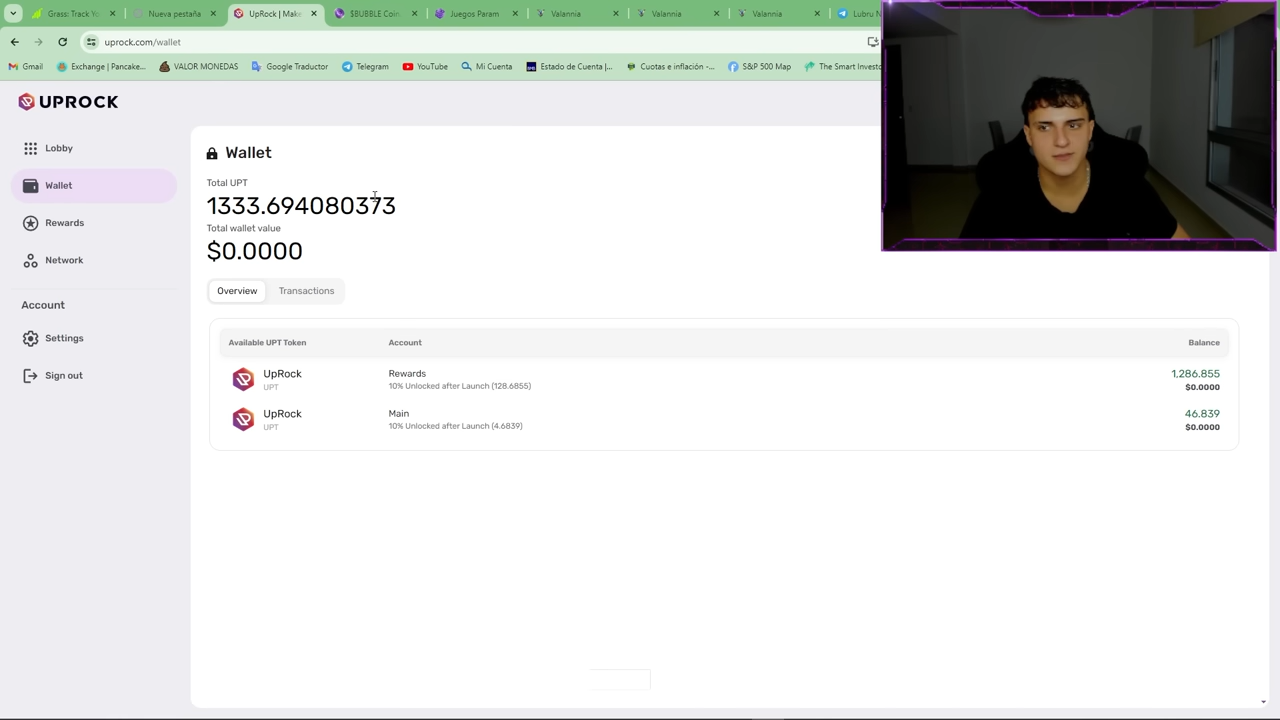 Grass: Track Yo
Nueva pestaña
UpRock | Make
$BUBBLE Coin
Juegos Param
Valannia
Valannia
Valannia
Lubru N
uprock.com/wallet
Gmail
Exchange | Pancake...
VALOR MONEDAS
Google Traductor
Telegram
YouTube
Mi Cuenta
Estado de Cuenta |...
Cuotas e inflación -...
S&P 500 Map
The Smart Investo
UPROCK
Lobby
Wallet
Rewards
Network
Account
Settings
Sign out
Wallet
Total UPT
1333.694080373
Total wallet value
$0.0000
Overview
Transactions
Available UPT Token
Account
Balance
UpRock
UPT
Rewards
10% Unlocked after Launch (128.6855)
1,286.855
$0.0000
UpRock
UPT
Main
10% Unlocked after Launch (4.6839)
46.839
$0.0000